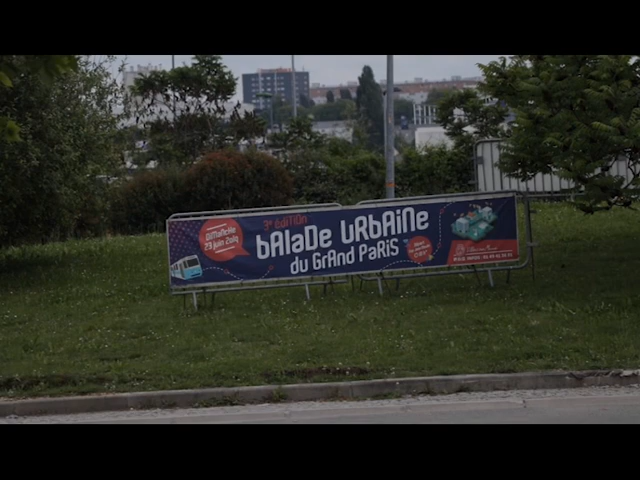 Dimanche
23 juin 2019
3e édition
balade urbaine
du Grand Paris